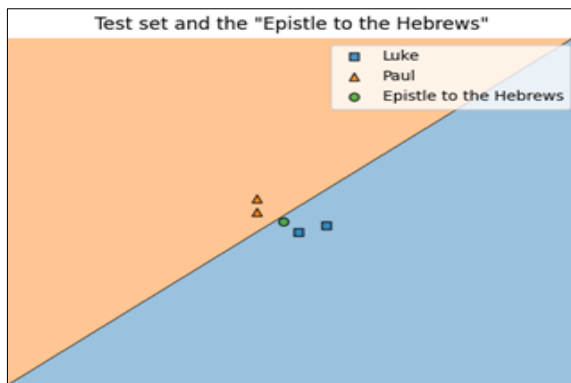 Test set and the "Epistle to the Hebrews"
Luke
Paul
Epistle to the Hebrews